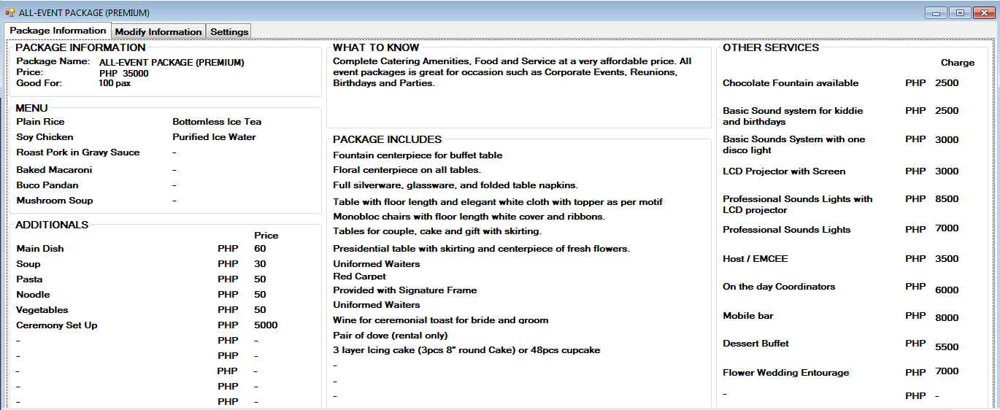 ALL-EVENT PACKAGE (PREMIUM)
Package Information Modify Information Settings
PACKAGE INFORMATION
Package Name: ALL-EVENT PACKAGE (PREMIUM)
Price: PHP 35000
Good For: 100 pax
MENU
Plain Rice Bottomless Ice Tea
Soy Chicken Purified Ice Water
Roast Pork in Gravy Sauce -
Baked Macaroni -
Buco Pandan -
Mushroom Soup -
ADDITIONALS
Price
Main Dish PHP 60
Soup PHP 30
Pasta PHP 50
Noodle PHP 50
Vegetables PHP 50
Ceremony Set Up PHP 5000
- PHP -
- PHP -
- PHP -
- PHP -
- PHP -
WHAT TO KNOW
Complete Catering Amenities, Food and Service at a very affordable price. All
event packages is great for occasion such as Corporate Events, Reunions,
Birthdays and Parties.
PACKAGE INCLUDES
Fountain centerpiece for buffet table
Floral centerpiece on all tables.
Full silverware, glassware, and folded table napkins.
Table with floor length and elegant white cloth with topper as per motif
Monobloc chairs with floor length white cover and ribbons.
Tables for couple, cake and gift with skirting.
Presidential table with skirting and centerpiece of fresh flowers.
Uniformed Waiters
Red Carpet
Provided with Signature Frame
Uniformed Waiters
Wine for ceremonial toast for bride and groom
Pair of dove (rental only)
3 layer Icing cake (3pcs 8" round Cake) or 48pcs cupcake
-
-
-
OTHER SERVICES
Charge
Chocolate Fountain available PHP 2500
Basic Sound system for kiddie PHP 2500
and birthdays
Basic Sounds System with one PHP 3000
disco light
LCD Projector with Screen PHP 3000
Professional Sounds Lights with PHP 8500
LCD projector
Professional Sounds Lights PHP 7000
Host / EMCEE PHP 3500
On the day Coordinators PHP 6000
Mobile bar PHP 8000
Dessert Buffet PHP 5500
Flower Wedding Entourage PHP 7000
- PHP -